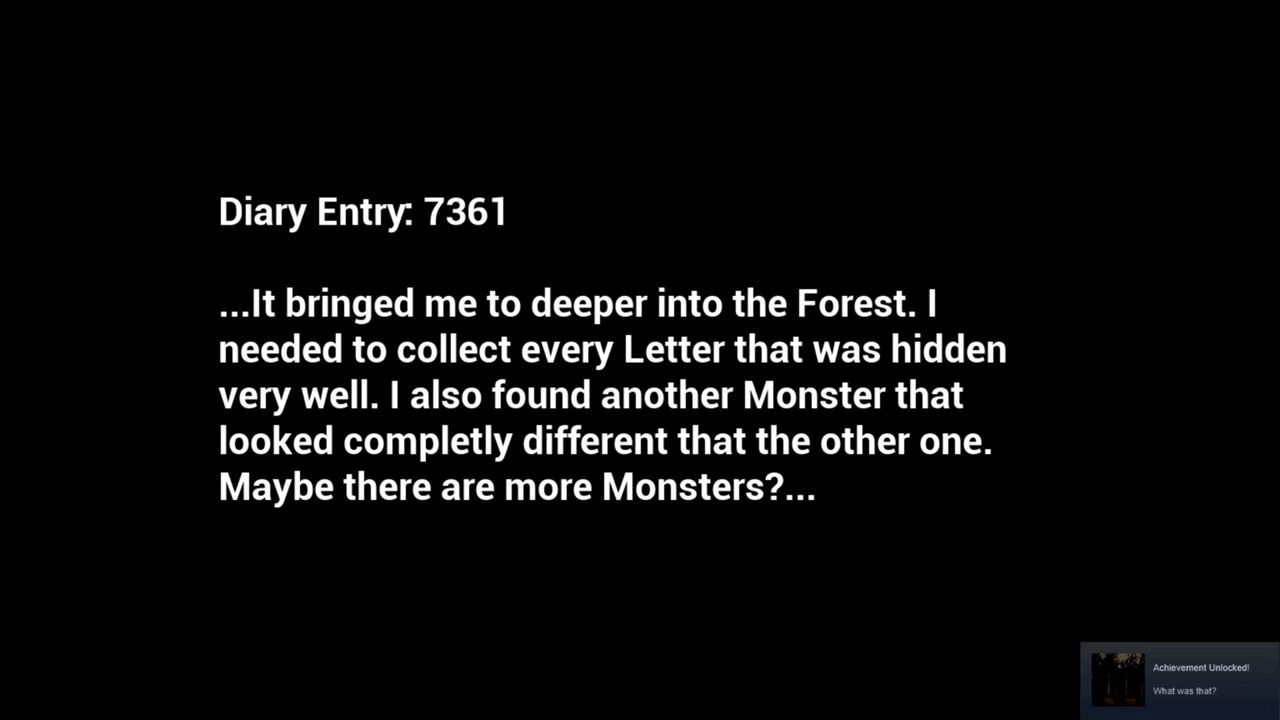 Diary Entry: 7361
...It bringed me to deeper into the Forest. I
needed to collect every Letter that was hidden
very well. I also found another Monster that
looked completly different that the other one.
Maybe there are more Monsters?...
Achievement Unlocked!
What was that?